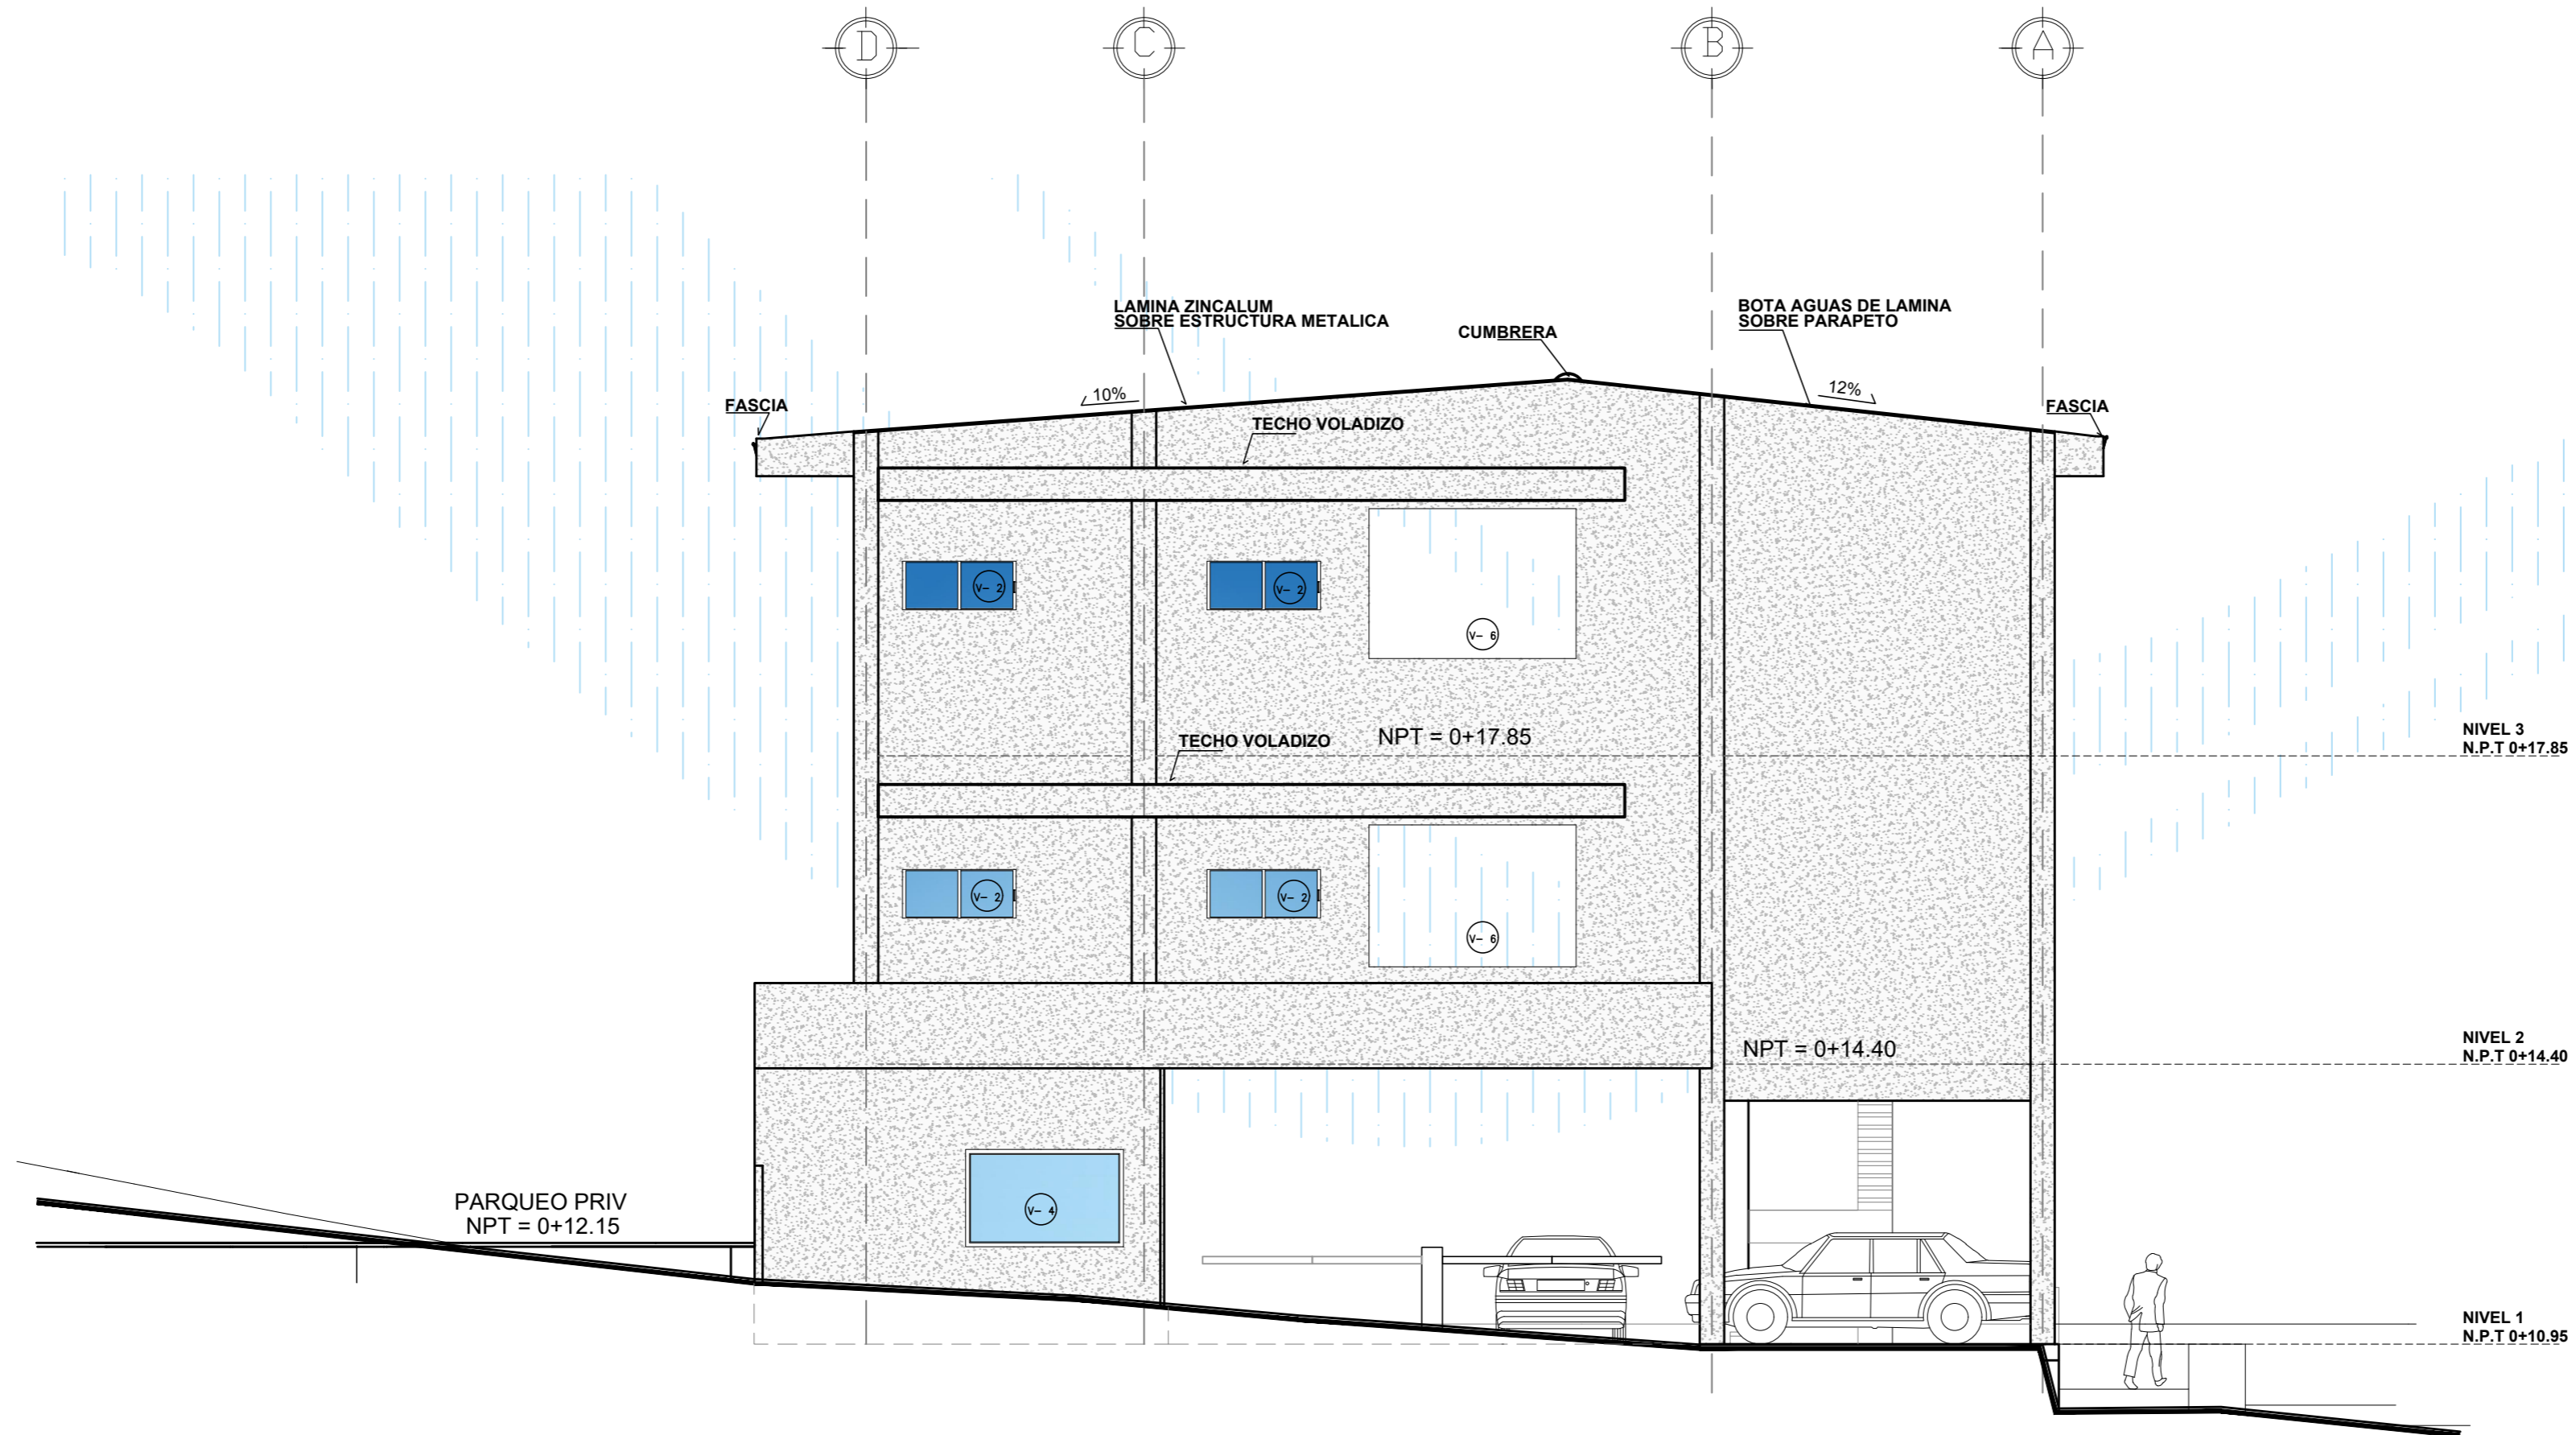 D
C
B
A
LAMINA ZINCALUM
SOBRE ESTRUCTURA METALICA
BOTA AGUAS DE LAMINA
SOBRE PARAPETO
CUMBRERA
10%
12%
FASCIA
FASCIA
TECHO VOLADIZO
V- 2
V- 2
V- 6
NIVEL 3
N.P.T 0+17.85
TECHO VOLADIZO
NPT = 0+17.85
V- 2
V- 2
V- 6
NIVEL 2
N.P.T 0+14.40
NPT = 0+14.40
PARQUEO PRIV
NPT = 0+12.15
V- 4
NIVEL 1
N.P.T 0+10.95